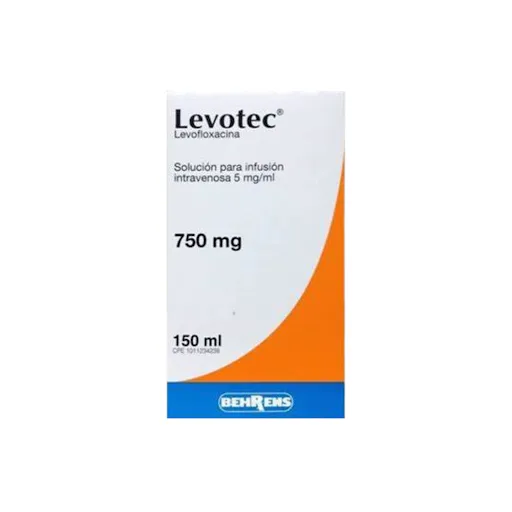 Levotec®
Levofloxacina
Solución para infusión
intravenosa 5 mg/ml
750 mg
150 ml
BEHRENS